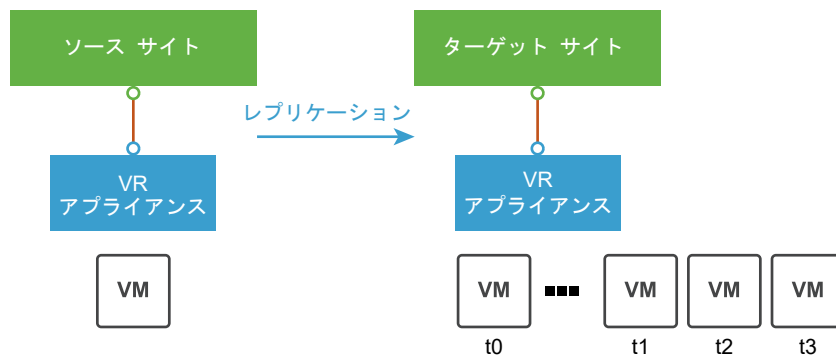 ソース サイト
ターゲット サイト
レプリケーション
VR
アプライアンス
VR
アプライアンス
VM
VM
VM
VM
VM
t0
t1
t2
t3